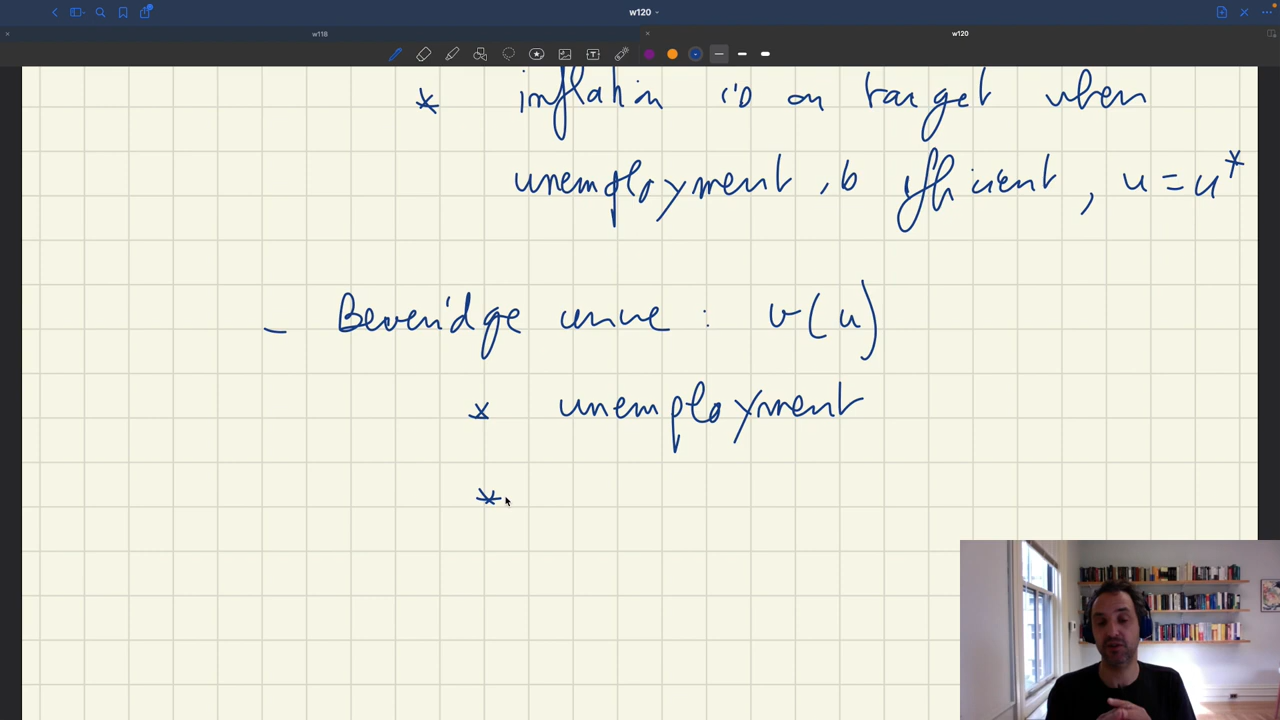 w120
w118
w120
* inflation is on target when
unemployment is efficient, u = u*
- Beveridge curve : v(u)
* unemployment
*